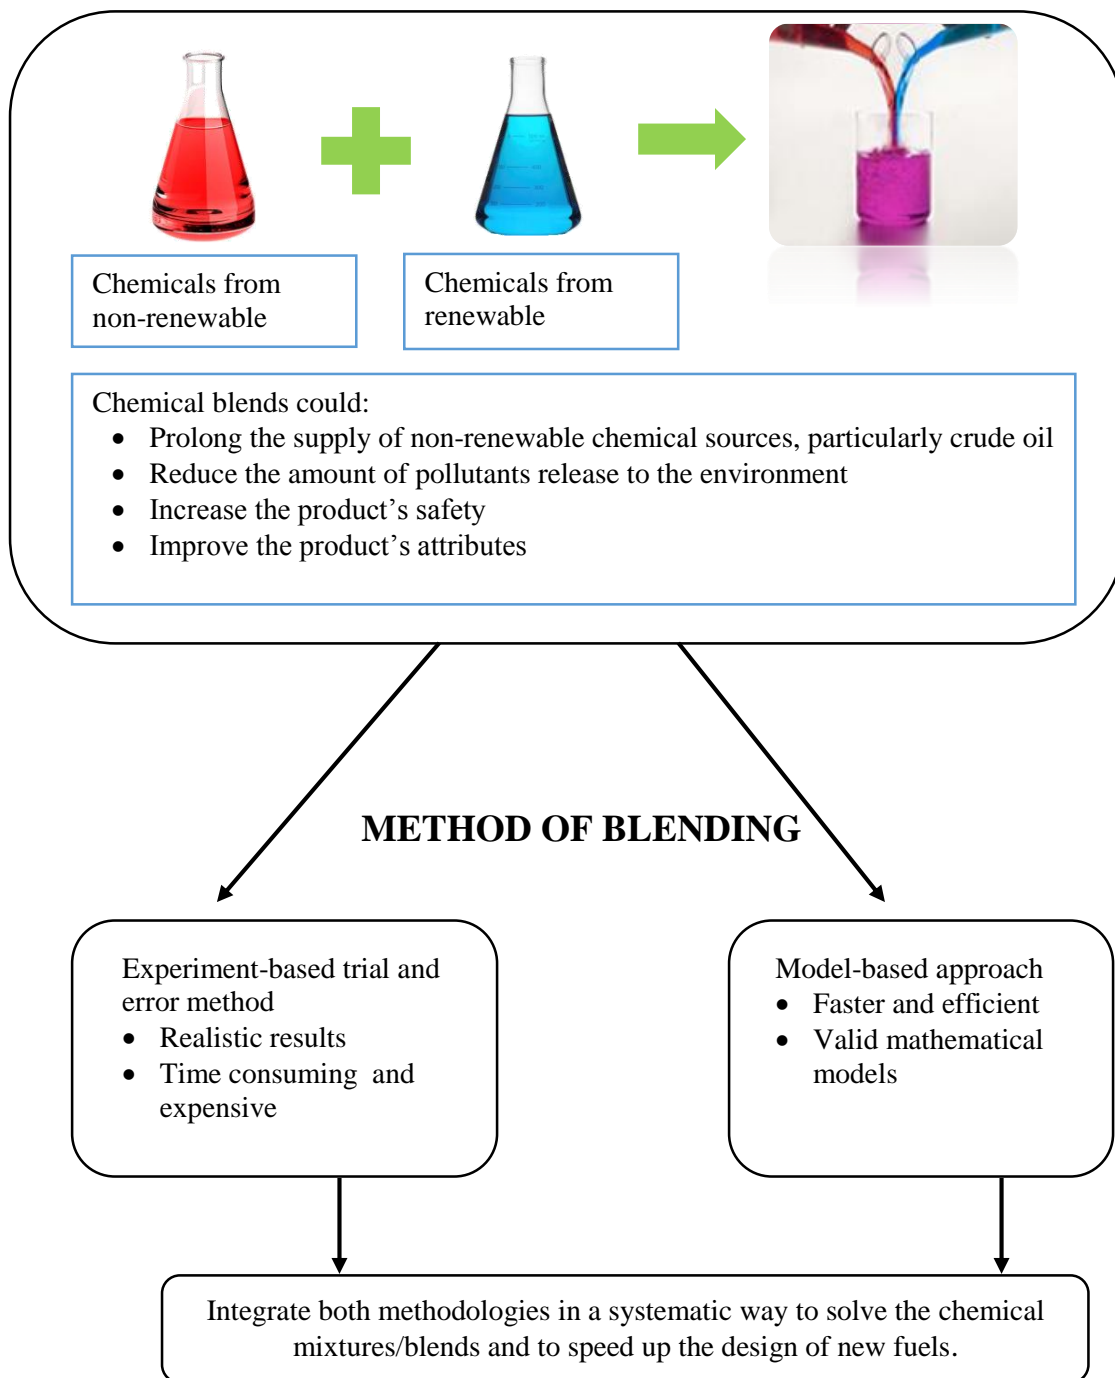 Chemicals from
non-renewable
Chemicals from
renewable
Chemical blends could:
• Prolong the supply of non-renewable chemical sources, particularly crude oil
• Reduce the amount of pollutants release to the environment
• Increase the product’s safety
• Improve the product’s attributes
METHOD OF BLENDING
Experiment-based trial and
error method
• Realistic results
• Time consuming and
expensive
Model-based approach
• Faster and efficient
• Valid mathematical
models
Integrate both methodologies in a systematic way to solve the chemical
mixtures/blends and to speed up the design of new fuels.